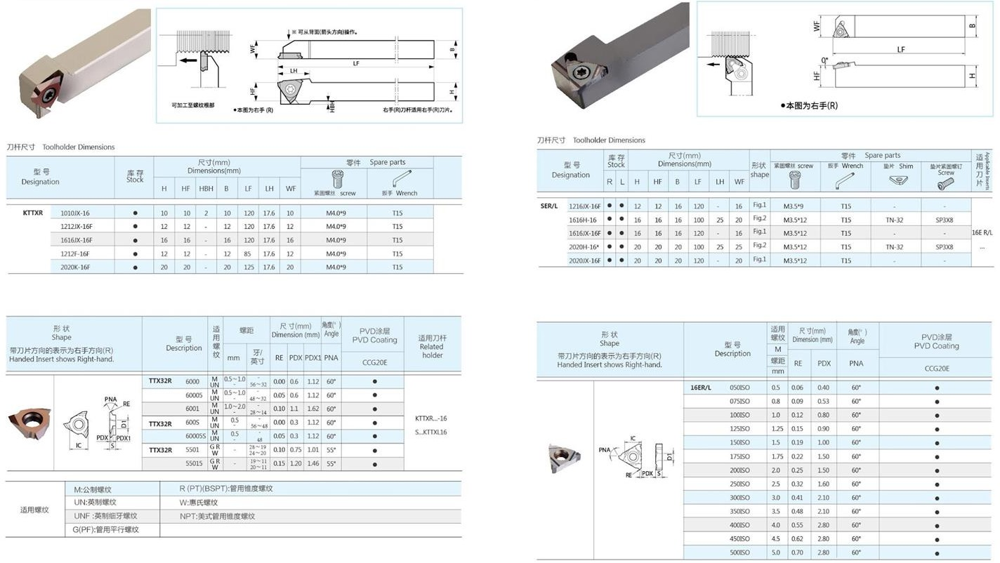 ※ 可从背面(箭头方向)操作。
WF
B
LF
LH
HF
H
HBH
可加工至螺纹根部
●本图为右手 (R)
右手(R)刀杆适用右手(R)刀片。
刀杆尺寸 Toolholder Dimensions
型 号 库 存 尺寸(mm) 零件 Spare parts
Designation Stock Dimensions(mm)
H HF HBH B LF LH WF 紧固螺丝 screw 扳手 Wrench
KTTXR 1010JX-16 ● 10 10 2 10 120 17.6 10 M4.0*9 T15
1212JX-16F ● 12 12 - 12 120 17.6 12 M4.0*9 T15
1616JX-16F ● 16 16 - 16 120 17.6 16 M4.0*9 T15
1212F-16F ● 12 12 - 12 85 17.6 12 M4.0*9 T15
2020K-16F ● 20 20 - 20 125 17.6 20 M4.0*9 T15
形 状 型 号 适用螺纹 螺距 尺 寸(mm) 角度(°) PVD涂层 适用刀杆
Shape Description Dimension (mm) Angle PVD Coating Related
带刀片方向的表示为右手方向(R) holder
Handed Insert shows Right-hand.
mm 牙/英寸 RE PDX PDX1 PNA CCG20E
TTX32R 6000 M UN 0.5～1.0 - - 56～32 0.00 0.6 1.12 60° ●
60005 M UN 0.5～1.0 - - 48～32 0.05 0.6 1.12 60° ●
6001 M UN 1.0～2.0 - - 28～14 0.10 1.1 1.62 60° ●
TTX32R 600S M UN 0.5 - - 56～48 0.00 0.3 1.12 60° ●
60005S M UN 0.5 - - 48 0.05 0.3 1.12 60° ●
TTX32R 5501 G R W - 28～19 24～20 0.10 0.75 1.01 55° ●
55015 G R W - 19～11 20～11 0.15 1.20 1.46 55° ●
KTTXR...-16
S...KTTXL16
PNA
RE
D1
PDX
PDX1
IC
S
适用螺纹
M:公制螺纹 R (PT)(BSPT):管用锥度螺纹
UN:英制螺纹 W:惠氏螺纹
UNF :英制细牙螺纹 NPT:美式管用锥度螺纹
G(PF):管用平行螺纹
WF
B
LF
0°
HF
H
●本图为右手(R)
刀杆尺寸 Toolholder Dimensions
型 号 库 存 尺寸(mm) 形状 零件 Spare parts 适用刀片 Applicable Inserts
Designation Stock Dimensions(mm) shape
R L H HF B LF LH WF 紧固螺丝 screw 扳手 Wrench 垫片 Shim 垫片紧固螺钉 Screw
SER/L 1216JX-16F ● ● 12 12 16 120 - 16 Fig.1 M3.5*9 T15 - -
1616H-16 ● ● 16 16 16 100 25 20 Fig.2 M3.5*12 T15 TN-32 SP3X8
1616JX-16F ● ● 16 16 16 120 - 16 Fig.1 M3.5*12 T15 - - 16E R/L
2020H-16* ● ● 20 20 20 100 25 25 Fig.2 M3.5*12 T15 TN-32 SP3X8 ...
2020JX-16F ● ● 20 20 20 120 - 20 Fig.1 M3.5*12 T15 - -
形 状 型 号 适用螺纹 尺 寸(mm) 角度(°) PVD涂层
Shape Description M Dimension (mm) Angle PVD Coating
带刀片方向的表示为右手方向(R)
Handed Insert shows Right-hand.
螺距 mm RE PDX PNA CCG20E
16ER/L 050ISO 0.5 0.06 0.40 60° ●
075ISO 0.8 0.09 0.53 60° ●
100ISO 1.0 0.12 0.80 60° ●
125ISO 1.25 0.15 0.90 60° ●
150ISO 1.5 0.19 1.00 60° ●
175ISO 1.75 0.22 1.50 60° ●
200ISO 2.0 0.25 1.50 60° ●
250ISO 2.5 0.32 1.60 60° ●
300ISO 3.0 0.41 2.10 60° ●
350ISO 3.5 0.48 2.10 60° ●
400ISO 4.0 0.55 2.80 60° ●
450ISO 4.5 0.62 2.80 60° ●
500ISO 5.0 0.70 2.80 60° ●
IC
PNA
D1
RE
PDX
S